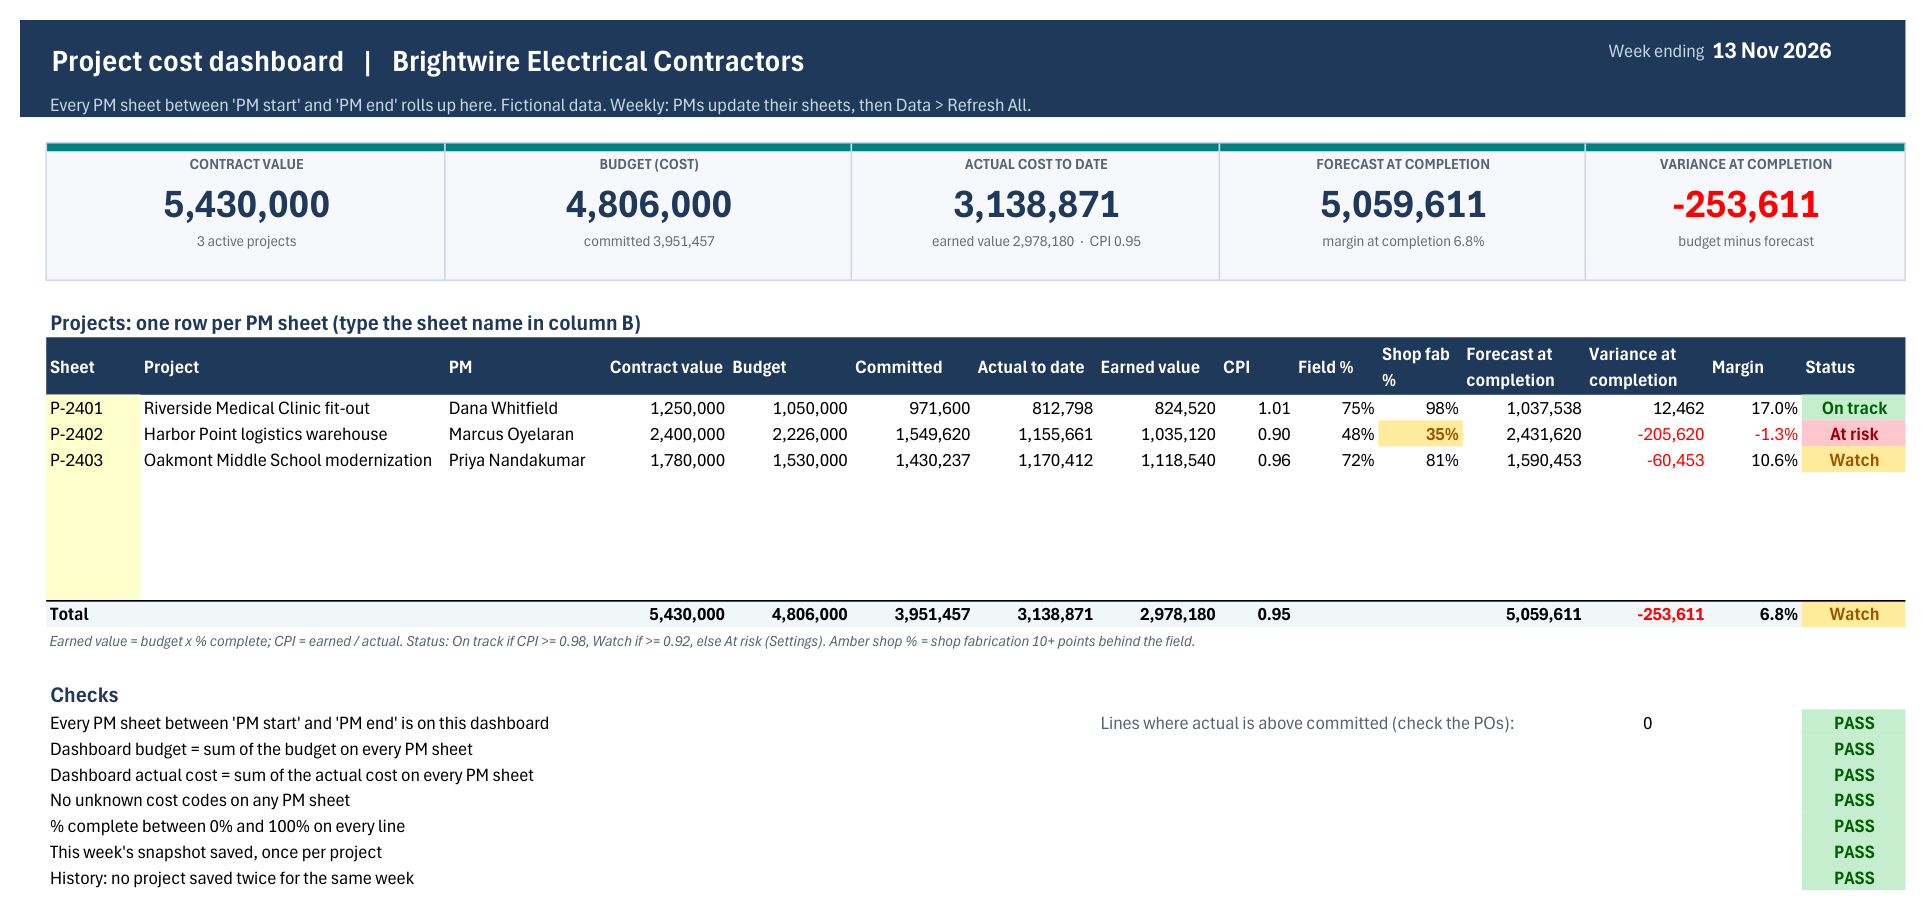 Project cost dashboard | Brightwire Electrical Contractors
Week ending 13 Nov 2026
Every PM sheet between 'PM start' and 'PM end' rolls up here. Fictional data. Weekly: PMs update their sheets, then Data > Refresh All.
CONTRACT VALUE BUDGET (COST) ACTUAL COST TO DATE FORECAST AT COMPLETION VARIANCE AT COMPLETION
5,430,000 4,806,000 3,138,871 5,059,611 -253,611
3 active projects committed 3,951,457 earned value 2,978,180 · CPI 0.95 margin at completion 6.8% budget minus forecast
Projects: one row per PM sheet (type the sheet name in column B)
Sheet Project PM Contract value Budget Committed Actual to date Earned value CPI Field % Shop fab % Forecast at completion Variance at completion Margin Status
P-2401 Riverside Medical Clinic fit-out Dana Whitfield 1,250,000 1,050,000 971,600 812,798 824,520 1.01 75% 98% 1,037,538 12,462 17.0% On track
P-2402 Harbor Point logistics warehouse Marcus Oyelaran 2,400,000 2,226,000 1,549,620 1,155,661 1,035,120 0.90 48% 35% 2,431,620 -205,620 -1.3% At risk
P-2403 Oakmont Middle School modernization Priya Nandakumar 1,780,000 1,530,000 1,430,237 1,170,412 1,118,540 0.96 72% 81% 1,590,453 -60,453 10.6% Watch
Total 5,430,000 4,806,000 3,951,457 3,138,871 2,978,180 0.95 5,059,611 -253,611 6.8% Watch
Earned value = budget x % complete; CPI = earned / actual. Status: On track if CPI >= 0.98, Watch if >= 0.92, else At risk (Settings). Amber shop % = shop fabrication 10+ points behind the field.
Checks
Every PM sheet between 'PM start' and 'PM end' is on this dashboard Lines where actual is above committed (check the POs): 0 PASS
Dashboard budget = sum of the budget on every PM sheet PASS
Dashboard actual cost = sum of the actual cost on every PM sheet PASS
No unknown cost codes on any PM sheet PASS
% complete between 0% and 100% on every line PASS
This week's snapshot saved, once per project PASS
History: no project saved twice for the same week PASS